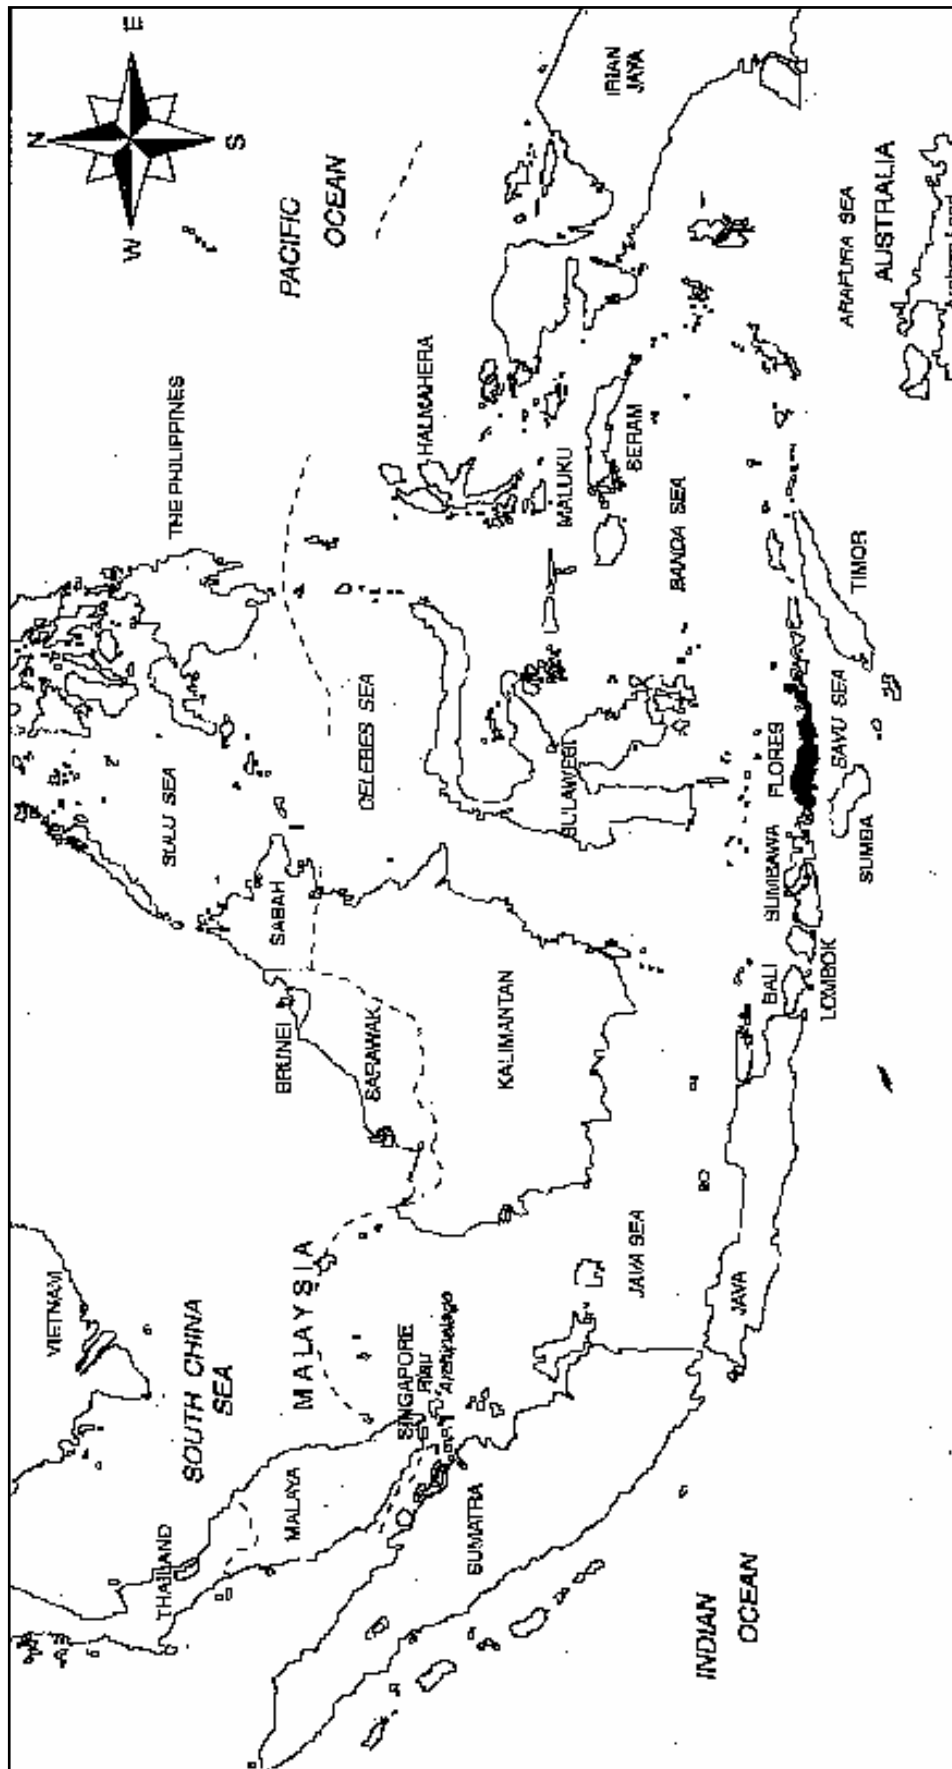 N
E
S
W
PACIFIC
OCEAN
THE PHILIPPINES
VIETNAM
SOUTH CHINA
SEA
THAILAND
SULU SEA
MALAYSIA
MALAYA
BRUNEI
SABAH
SARAWAK
CELEBES SEA
HALMAHERA
IRIAN
JAYA
SINGAPORE
Riau
Archipelago
SUMATRA
KALIMANTAN
SULAWESI
MALUKU
SERAM
BANDA SEA
JAVA SEA
JAVA
BALI
LOMBOK
SUMBAWA
FLORES
SUMBA
SAVU SEA
TIMOR
ARAFURA SEA
AUSTRALIA
INDIAN
OCEAN